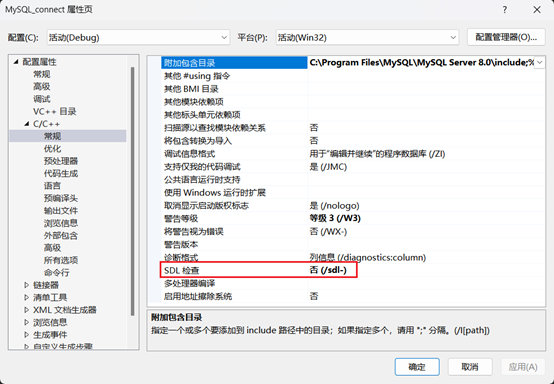 MySQL_connect 属性页
配置(C): 活动(Debug) 平台(P): 活动(Win32) 配置管理器(O)...
配置属性
常规
高级
调试
VC++ 目录
C/C++
常规
优化
预处理器
代码生成
语言
预编译头
输出文件
浏览信息
外部包含
高级
所有选项
命令行
链接器
清单工具
XML 文档生成器
浏览信息
生成事件
自定义生成步骤
附加包含目录 C:\Program Files\MySQL\MySQL Server 8.0\include;%
其他 #using 指令
其他 BMI 目录
其他模块依赖项
其他标头单元依赖项
扫描源以查找模块依赖关系 否
将包含转换为导入 否
调试信息格式 用于“编辑并继续”的程序数据库 (/ZI)
支持仅我的代码调试 是 (/JMC)
公共语言运行时支持
使用 Windows 运行时扩展
取消显示启动版权标志 是 (/nologo)
警告等级 等级 3 (/W3)
将警告视为错误 否 (/WX-)
警告版本
诊断格式 列信息 (/diagnostics:column)
SDL 检查 否 (/sdl-)
多处理器编译
启用地址擦除系统 否
附加包含目录
指定一个或多个要添加到 include 路径中的目录；如果指定多个，请用 ";" 分隔。(/I[path])
确定 取消 应用(A)